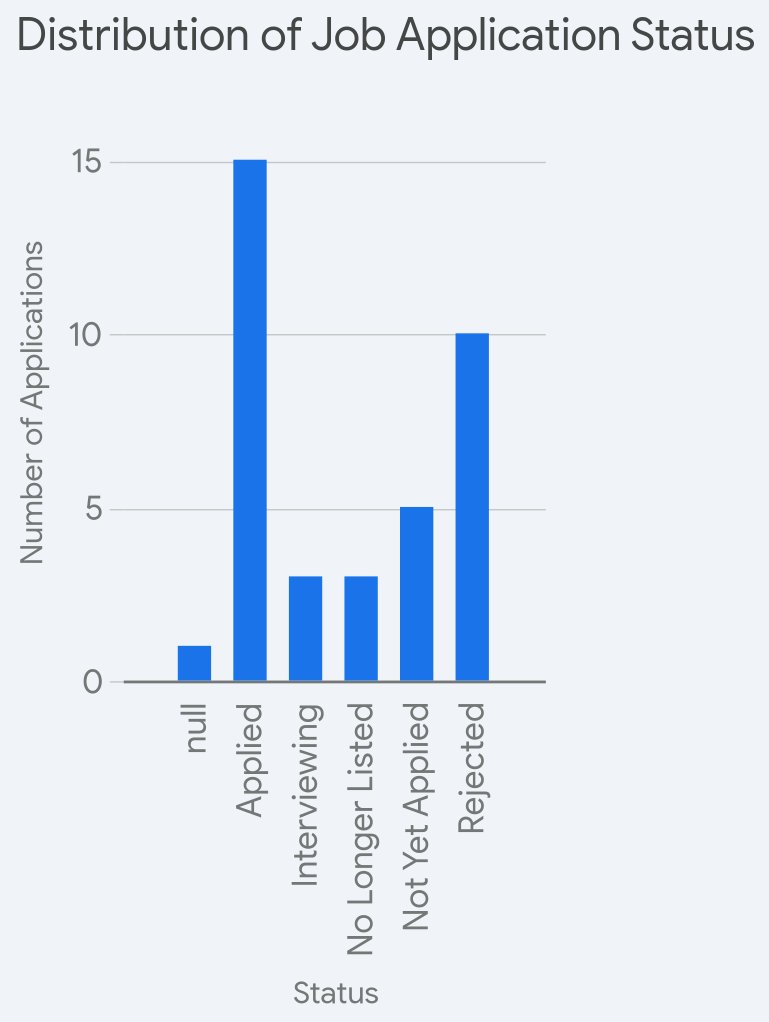 Distribution of Job Application Status
Number of Applications
15
10
5
0
null
Applied
Interviewing
No Longer Listed
Not Yet Applied
Rejected
Status